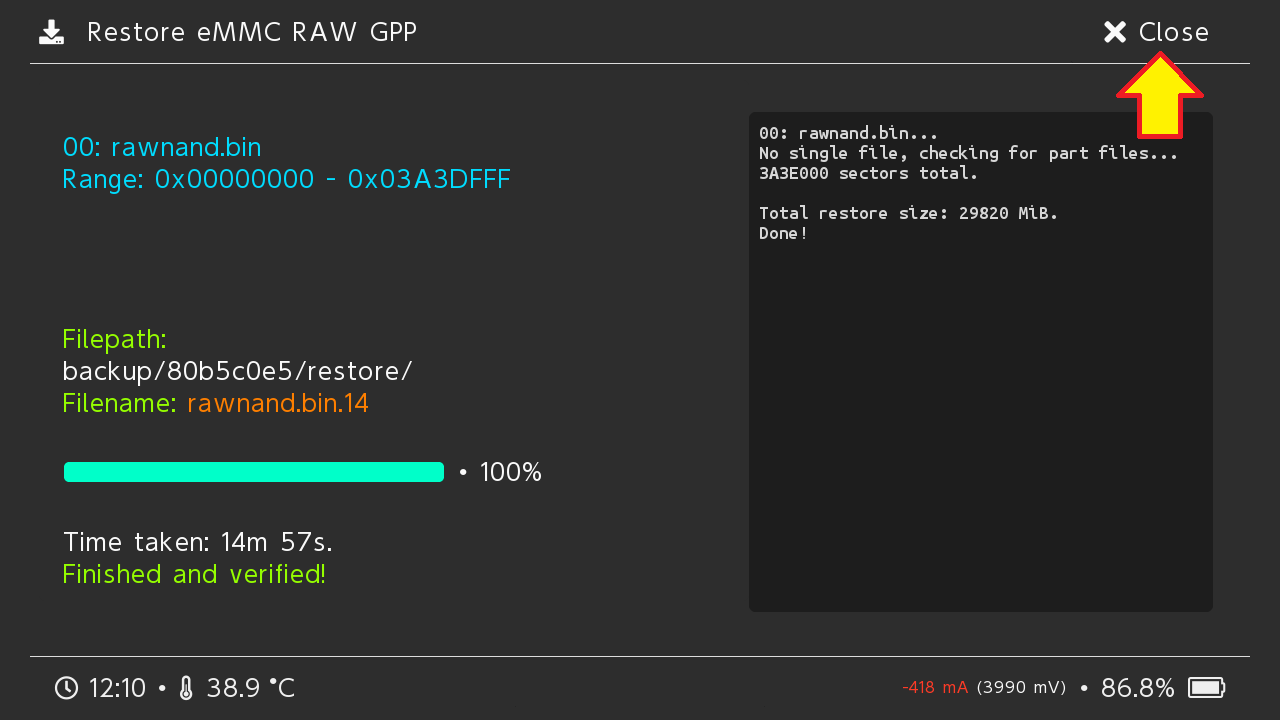 Restore eMMC RAW GPP
Close
00: rawnand.bin
Range: 0x00000000 - 0x03A3DFFF
Filepath:
backup/80b5c0e5/restore/
Filename: rawnand.bin.14
• 100%
Time taken: 14m 57s.
Finished and verified!
00: rawnand.bin...
No single file, checking for part files...
3A3E000 sectors total.
Total restore size: 29820 MiB.
Done!
12:10 • 38.9 °C
-418 mA (3990 mV) • 86.8%